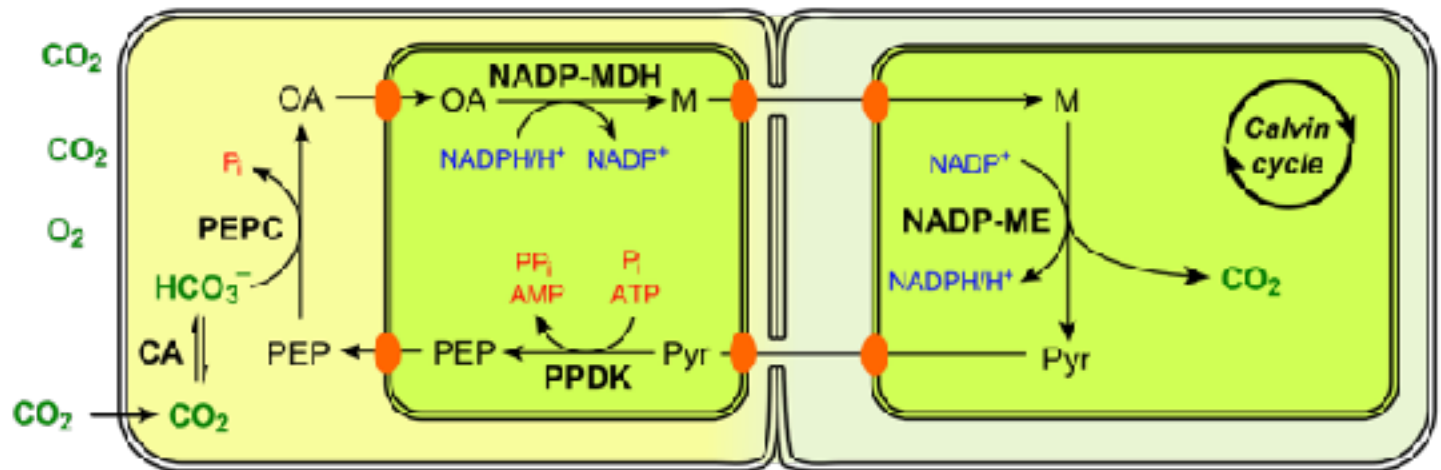 CO₂
NADP-MDH
OA
OA
M
M
Calvin
cycle
CO₂
Pᵢ
NADPH/H⁺
NADP⁺
NADP⁺
O₂
PEPC
NADP-ME
HCO₃⁻
PPᵢ
Pᵢ
AMP
ATP
NADPH/H⁺
CO₂
CA
PEP
PEP
PPDK
Pyr
Pyr
CO₂
CO₂